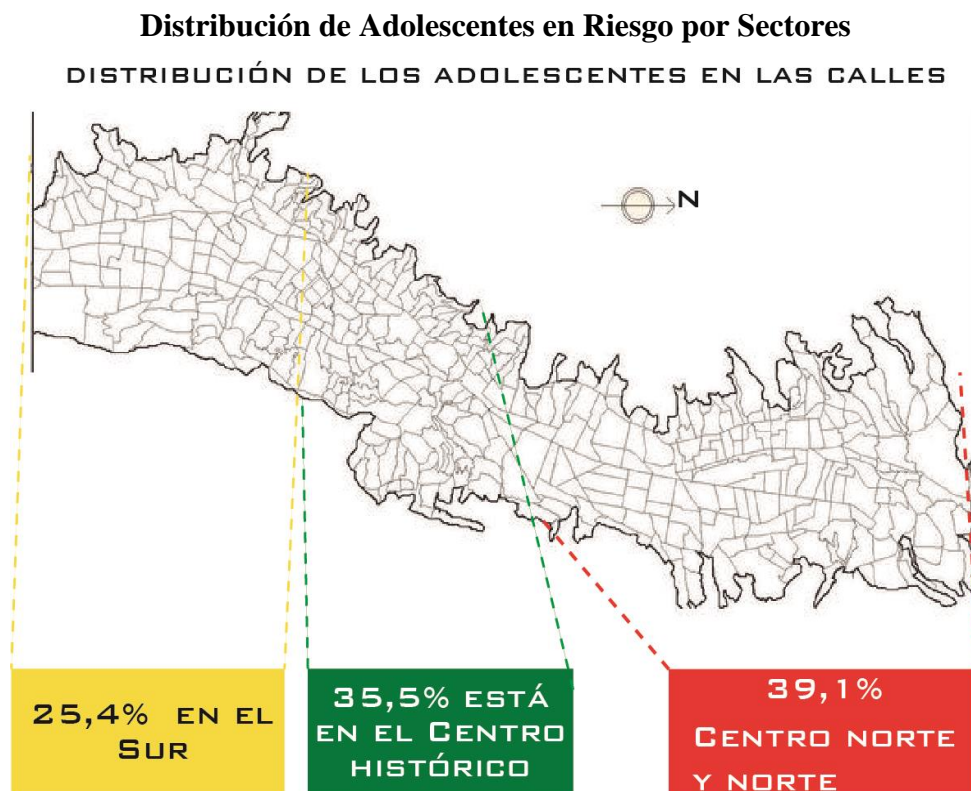 Distribución de Adolescentes en Riesgo por Sectores
DISTRIBUCIÓN DE LOS ADOLESCENTES EN LAS CALLES
N
25,4% EN EL
SUR
35,5% ESTÁ
EN EL CENTRO
HISTÓRICO
39,1%
CENTRO NORTE
Y NORTE